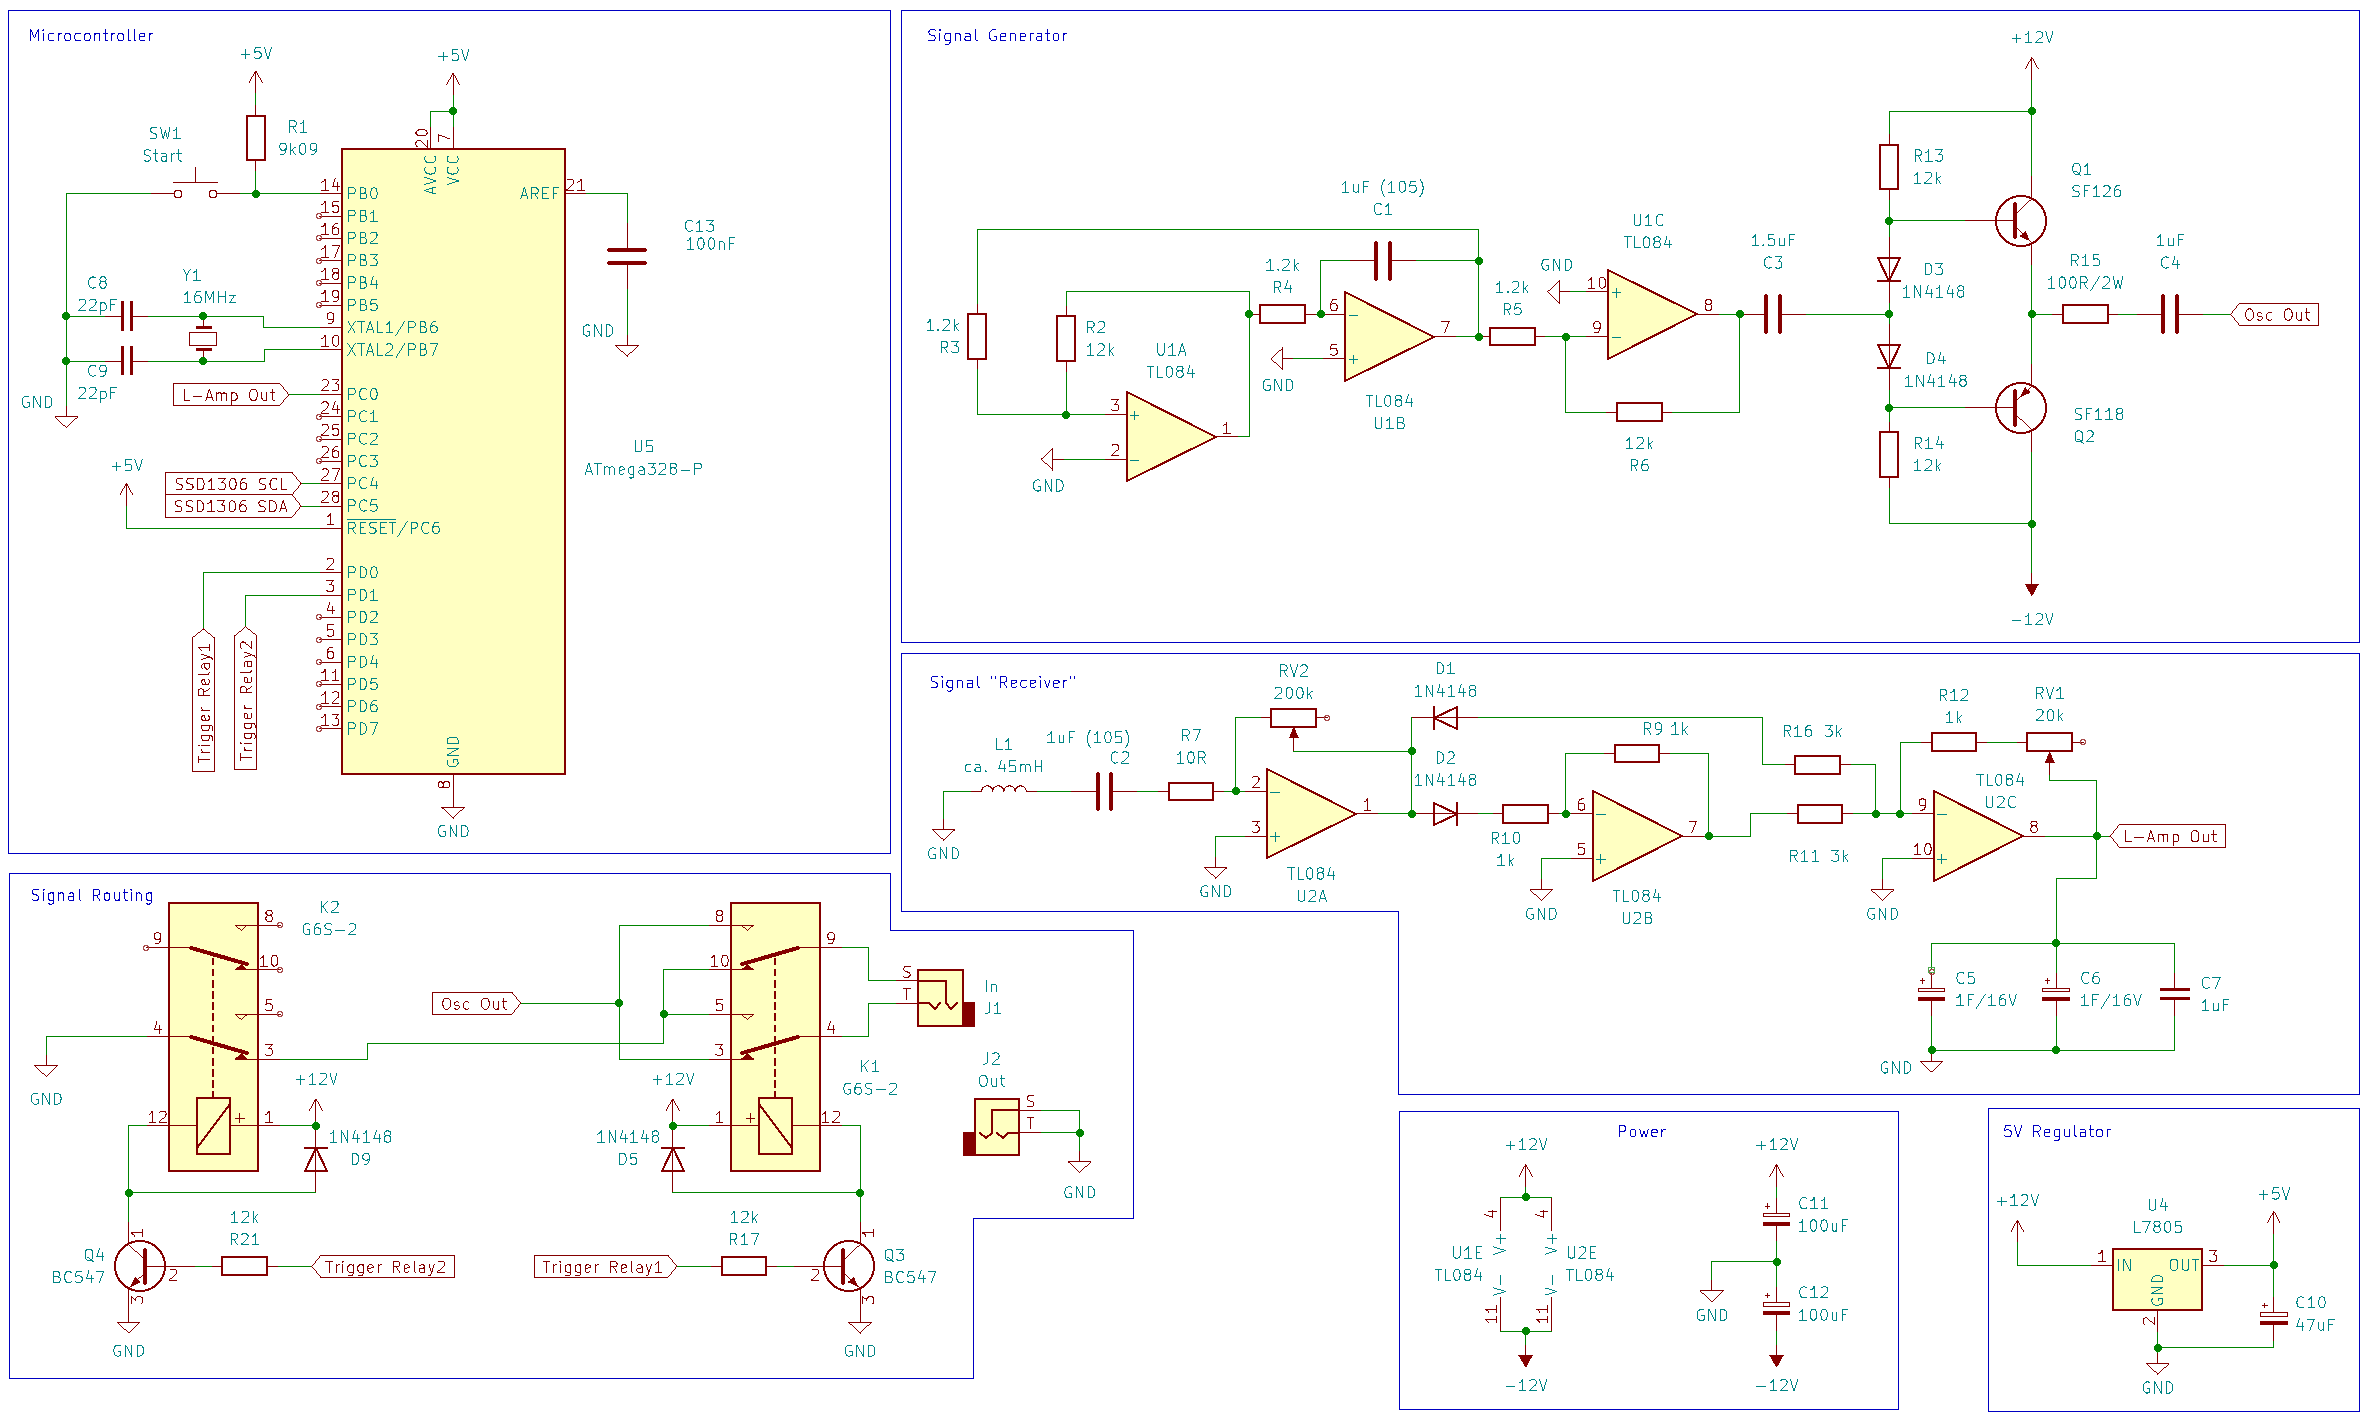 Microcontroller
+5V
+5V
R1
9k09
SW1
Start
20
7
AVCC
VCC
14 PB0
15 PB1
16 PB2
17 PB3
18 PB4
19 PB5
9 XTAL1/PB6
10 XTAL2/PB7
23 PC0
24 PC1
25 PC2
26 PC3
27 PC4
28 PC5
1 RESET/PC6
2 PD0
3 PD1
4 PD2
5 PD3
6 PD4
11 PD5
12 PD6
13 PD7
AREF 21
C13
100nF
GND
C8
22pF
Y1
16MHz
C9
22pF
GND
L-Amp Out
+5V
SSD1306 SCL
SSD1306 SDA
U5
ATmega328-P
Trigger Relay1
Trigger Relay2
GND
8
GND
Signal Generator
+12V
R13
12k
Q1
SF126
1uF (105)
C1
U1C
TL084
1.5uF
C3
1.2k
R4
GND
10
+
8
9
-
1.2k
R5
1.2k
R3
R2
12k
U1A
TL084
6
-
7
5
+
GND
TL084
U1B
3
+
1
2
-
GND
12k
R6
D3
1N4148
D4
1N4148
R15
100R/2W
1uF
C4
Osc Out
SF118
Q2
R14
12k
-12V
Signal "Receiver"
RV2
200k
D1
1N4148
L1
ca. 45mH
1uF (105)
C2
R7
10R
D2
1N4148
R9 1k
R16 3k
R12
1k
RV1
20k
2
-
1
3
+
GND
GND
TL084
U2A
R10
1k
6
-
7
5
+
GND
TL084
U2B
R11 3k
TL084
U2C
9
-
8
10
+
GND
L-Amp Out
+
C5
1F/16V
+
C6
1F/16V
C7
1uF
GND
Signal Routing
K2
G6S-2
8
9
10
5
4
3
GND
+12V
12
+
1
1N4148
D9
Q4
BC547
1
2
3
12k
R21
Trigger Relay2
GND
Osc Out
8
9
10
5
4
3
S
T
In
J1
K1
G6S-2
+12V
1
+
12
1N4148
D5
J2
Out
S
T
GND
Trigger Relay1
12k
R17
Q3
BC547
1
2
3
GND
Power
+12V
4
4
V+
V+
U1E
TL084
U2E
TL084
V-
V-
11
11
-12V
+12V
+
C11
100uF
GND
+
C12
100uF
-12V
5V Regulator
+12V
U4
L7805
1 IN
OUT 3
GND
2
+5V
+
C10
47uF
GND